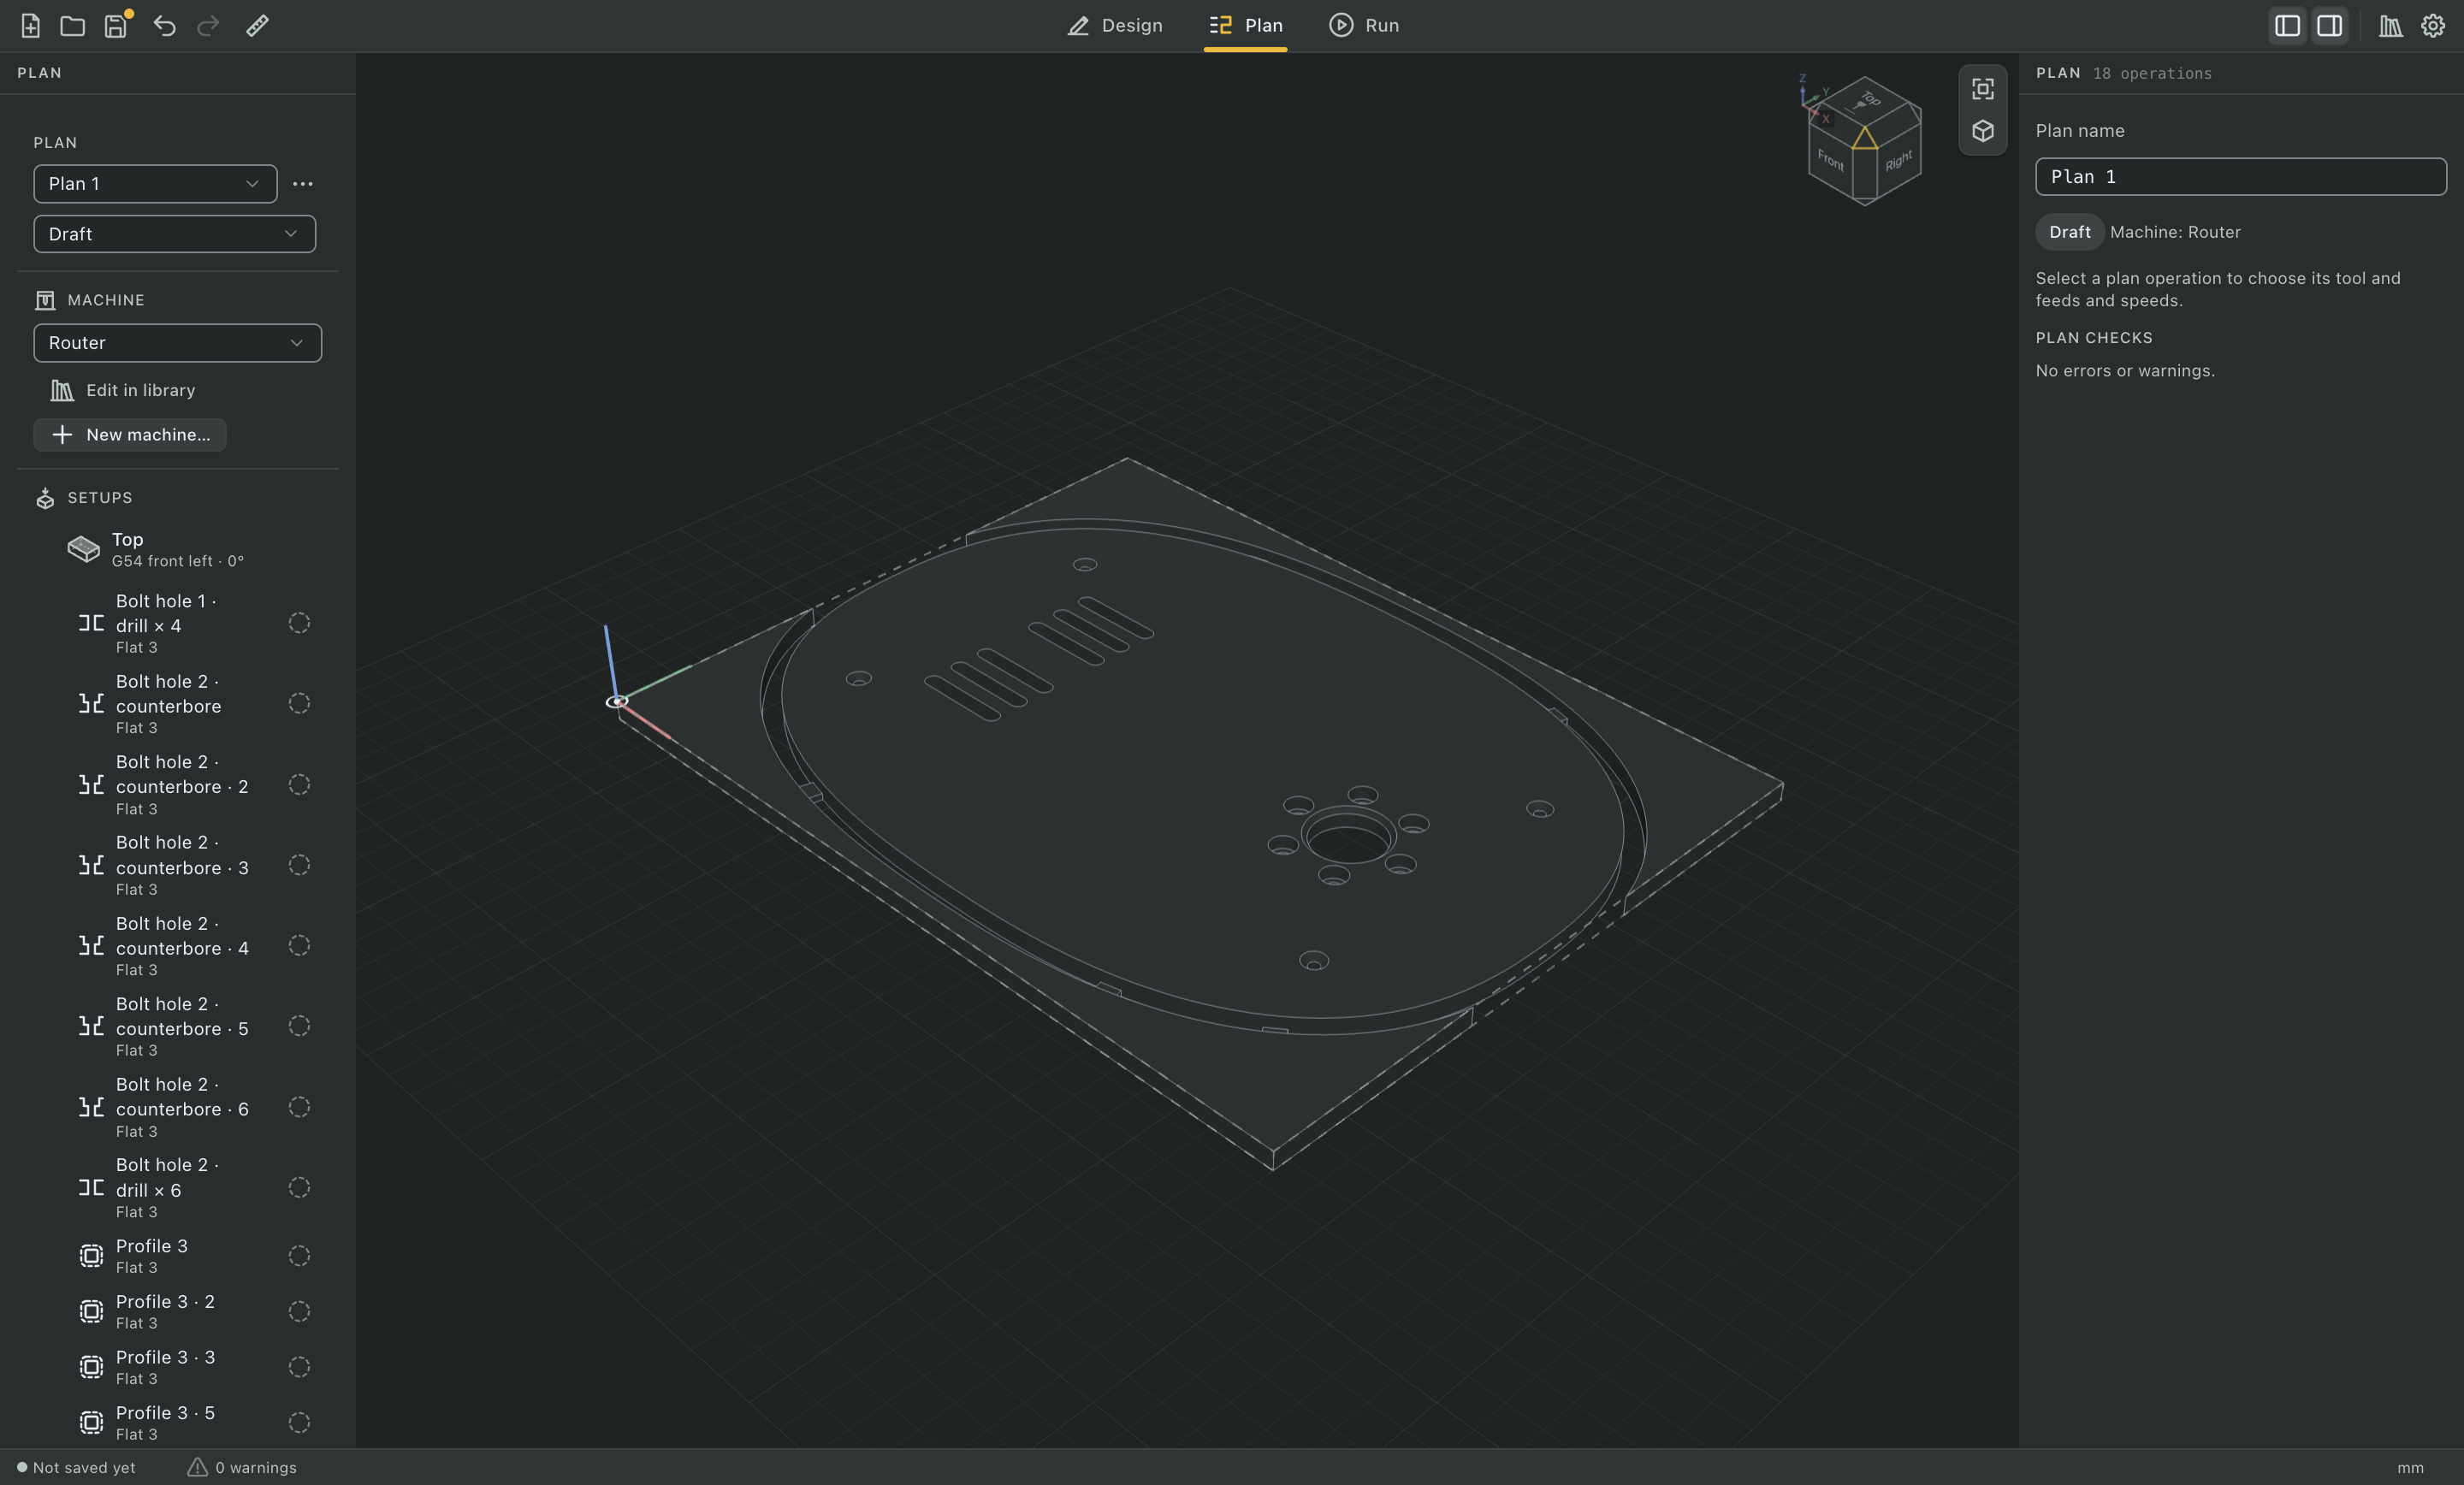 Design
Plan
Run
PLAN
PLAN
Plan 1
Draft
MACHINE
Router
Edit in library
New machine...
SETUPS
Top
G54 front left · 0°
Bolt hole 1 ·
drill × 4
Flat 3
Bolt hole 2 ·
counterbore
Flat 3
Bolt hole 2 ·
counterbore · 2
Flat 3
Bolt hole 2 ·
counterbore · 3
Flat 3
Bolt hole 2 ·
counterbore · 4
Flat 3
Bolt hole 2 ·
counterbore · 5
Flat 3
Bolt hole 2 ·
counterbore · 6
Flat 3
Bolt hole 2 ·
drill × 6
Flat 3
Profile 3
Flat 3
Profile 3 · 2
Flat 3
Profile 3 · 3
Flat 3
Profile 3 · 5
Flat 3
Z
Y
X
Top
Front
Right
PLAN 18 operations
Plan name
Plan 1
Draft Machine: Router
Select a plan operation to choose its tool and
feeds and speeds.
PLAN CHECKS
No errors or warnings.
Not saved yet
0 warnings
mm